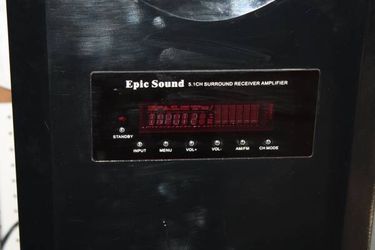 Epic Sound 5.1CH SURROUND RECEIVER AMPLIFIER
STANDBY
INPUT MENU VOL+ VOL- AM/FM CH MODE